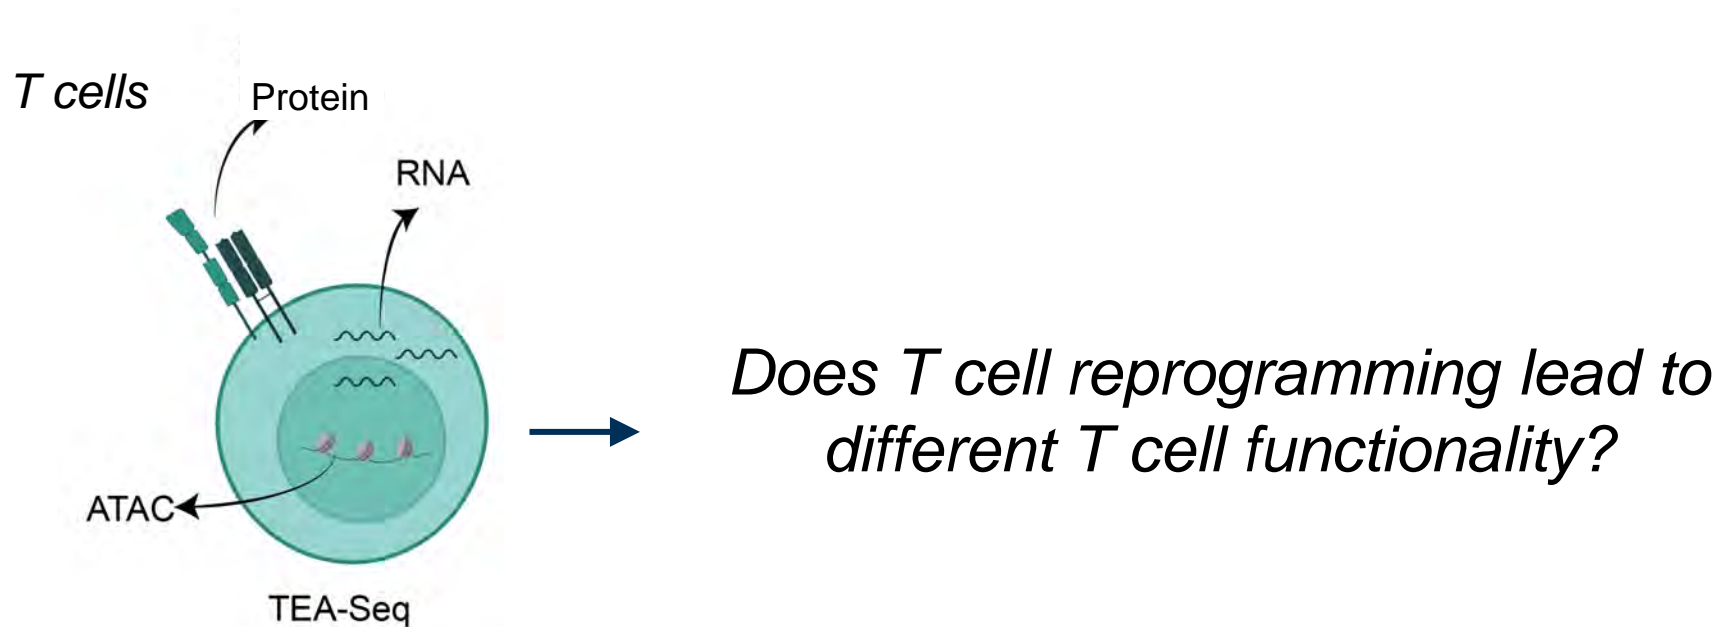 T cells
Protein
RNA
Does T cell reprogramming lead to
different T cell functionality?
ATAC
TEA-Seq